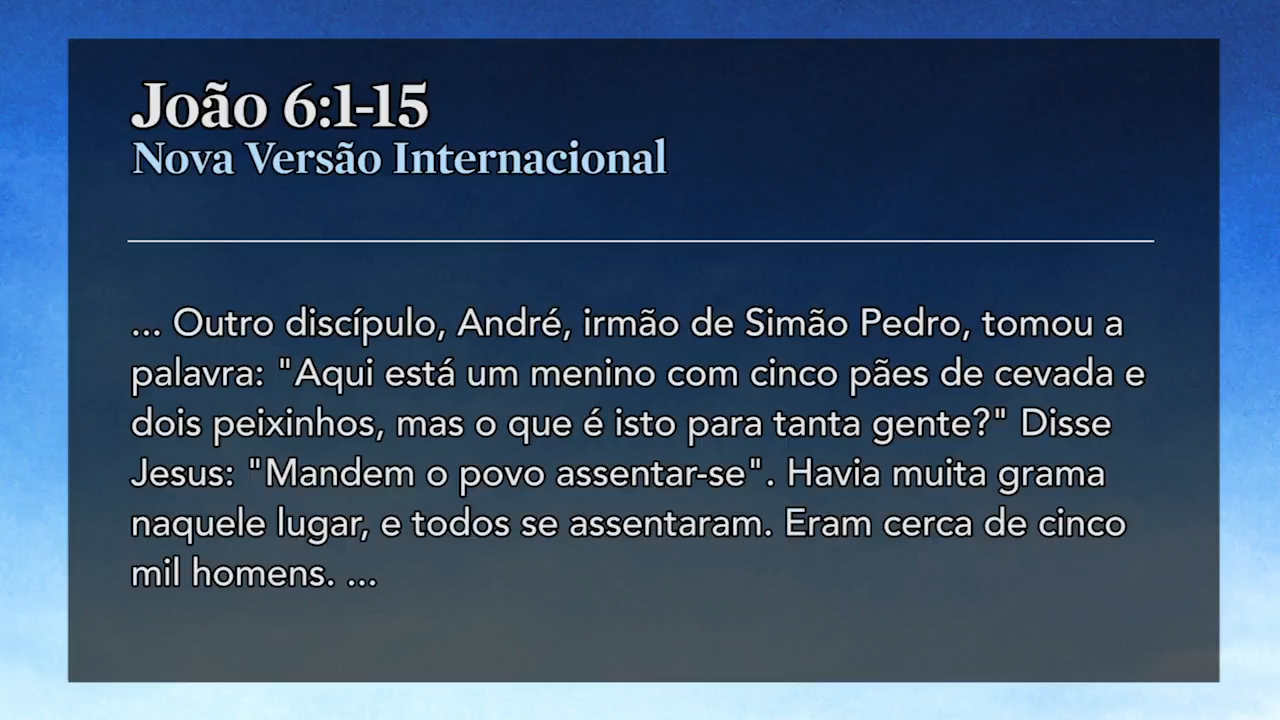 João 6:1-15
Nova Versão Internacional
... Outro discípulo, André, irmão de Simão Pedro, tomou a
palavra: "Aqui está um menino com cinco pães de cevada e
dois peixinhos, mas o que é isto para tanta gente?" Disse
Jesus: "Mandem o povo assentar-se". Havia muita grama
naquele lugar, e todos se assentaram. Eram cerca de cinco
mil homens. ...